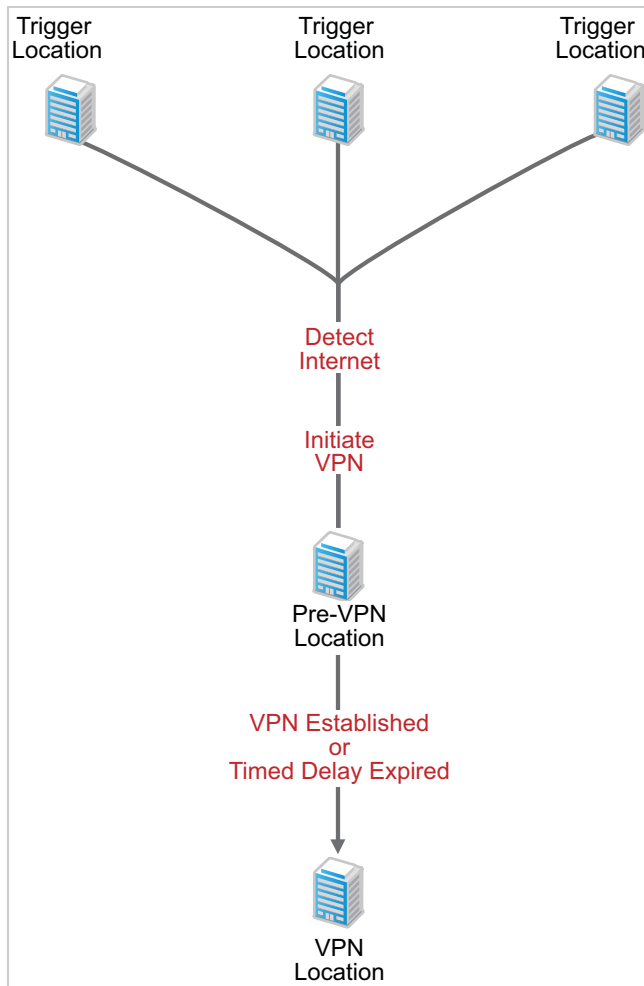 Trigger
Location
Trigger
Location
Trigger
Location
Detect
Internet
Initiate
VPN
Pre-VPN
Location
VPN Established
or
Timed Delay Expired
VPN
Location